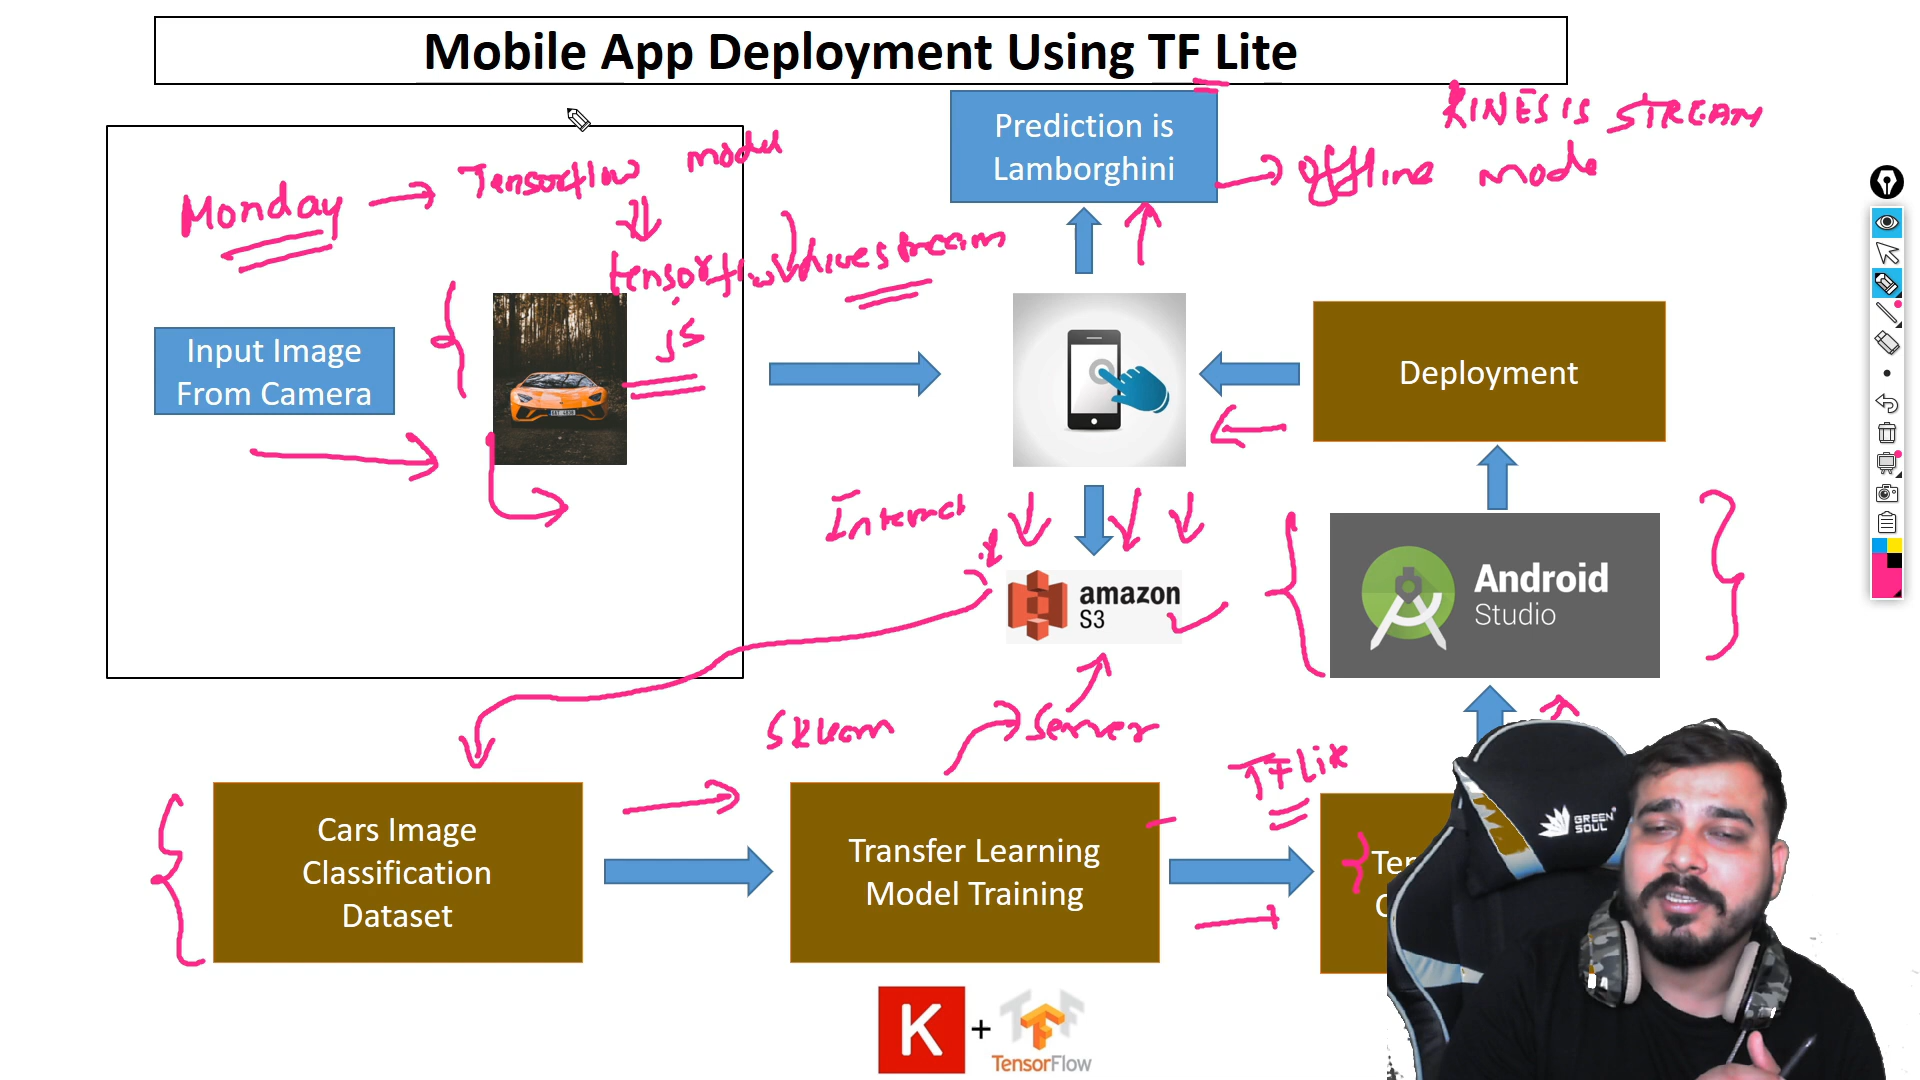 Mobile App Deployment Using TF Lite
Prediction is
Lamborghini
KINESIS STREAM
offline mode
Monday
Tensorflow model
tensorflow
js
livestream
Input Image
From Camera
Deployment
Internet
amazon
S3
Android
Studio
Sklearn
Server
TFlite
Cars Image
Classification
Dataset
Transfer Learning
Model Training
Ter
C
GREEN
SOUL
K
+
TensorFlow